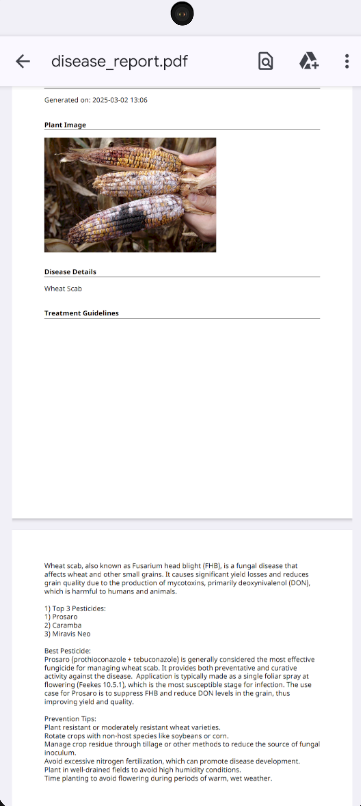 disease_report.pdf
Generated on: 2025-03-02 13:06
Plant Image
Disease Details
Wheat Scab
Treatment Guidelines
Wheat scab, also known as Fusarium head blight (FHB), is a fungal disease that
affects wheat and other small grains. It causes significant yield losses and reduces
grain quality due to the production of mycotoxins, primarily deoxynivalenol (DON),
which is harmful to humans and animals.
1) Top 3 Pesticides:
1) Prosaro
2) Caramba
3) Miravis Neo
Best Pesticide:
Prosaro (prothioconazole + tebuconazole) is generally considered the most effective
fungicide for managing wheat scab. It provides both preventative and curative
activity against the disease.  Application is typically made as a single foliar spray at
flowering (Feekes 10.5.1), which is the most susceptible stage for infection. The use
case for Prosaro is to suppress FHB and reduce DON levels in the grain, thus
improving yield and quality.
Prevention Tips:
Plant resistant or moderately resistant wheat varieties.
Rotate crops with non-host species like soybeans or corn.
Manage crop residue through tillage or other methods to reduce the source of fungal
inoculum.
Avoid excessive nitrogen fertilization, which can promote disease development.
Plant in well-drained fields to avoid high humidity conditions.
Time planting to avoid flowering during periods of warm, wet weather.